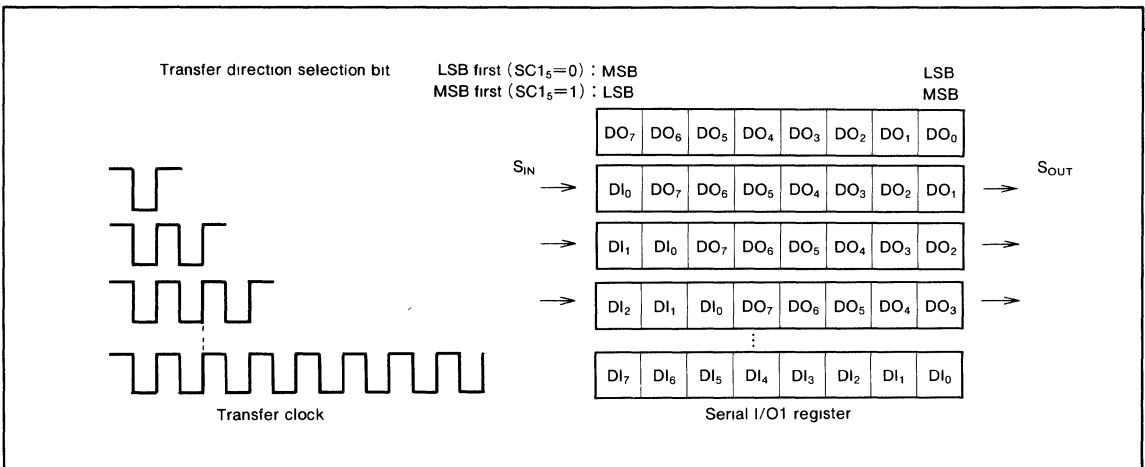 Transfer direction selection bit LSB first (SC1₅=0) : MSB LSB
MSB first (SC1₅=1) : LSB MSB
DO₇ DO₆ DO₅ DO₄ DO₃ DO₂ DO₁ DO₀
S_IN DI₀ DO₇ DO₆ DO₅ DO₄ DO₃ DO₂ DO₁ S_OUT
DI₁ DI₀ DO₇ DO₆ DO₅ DO₄ DO₃ DO₂
DI₂ DI₁ DI₀ DO₇ DO₆ DO₅ DO₄ DO₃
DI₇ DI₆ DI₅ DI₄ DI₃ DI₂ DI₁ DI₀
Transfer clock Serial I/O1 register